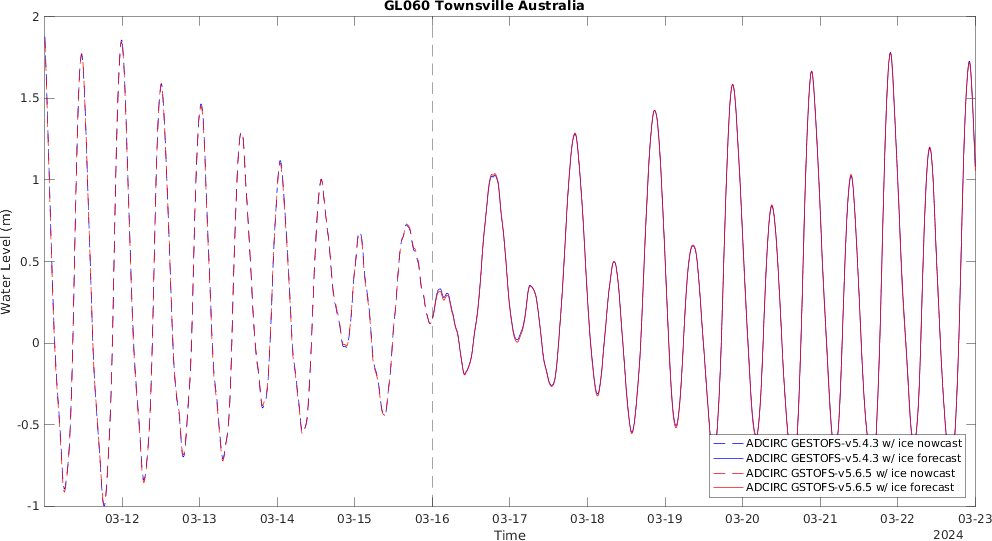 GL060 Townsville Australia
2
1.5
1
0.5
0
-0.5
-1
Water Level (m)
03-12 03-13 03-14 03-15 03-16 03-17 03-18 03-19 03-20 03-21 03-22 03-23
Time
2024
ADCIRC GESTOFS-v5.4.3 w/ ice nowcast
ADCIRC GESTOFS-v5.4.3 w/ ice forecast
ADCIRC GSTOFS-v5.6.5 w/ ice nowcast
ADCIRC GSTOFS-v5.6.5 w/ ice forecast